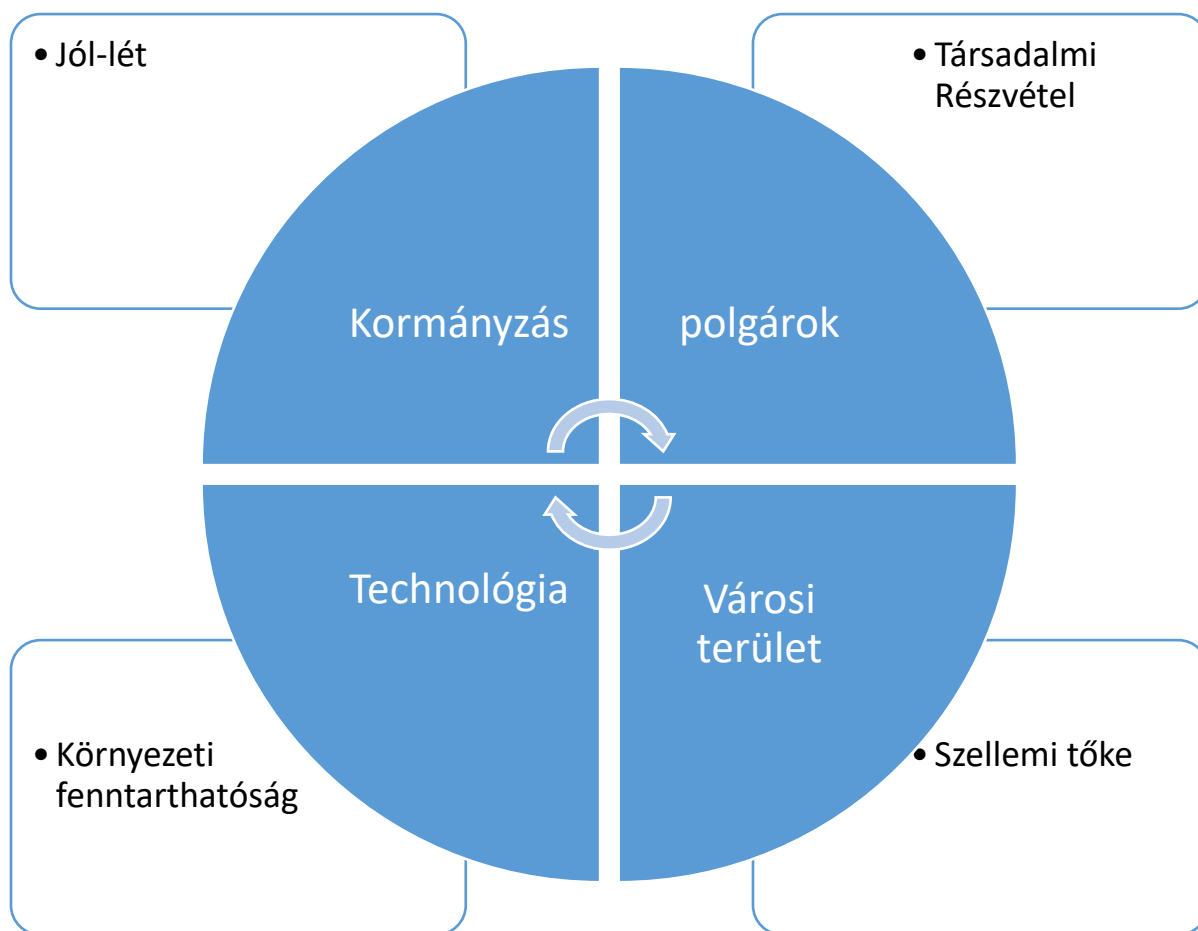 • Jól-lét
• Társadalmi
Részvétel
Kormányzás
polgárok
Technológia
Városi
terület
• Környezeti
fenntarthatóság
• Szellemi tőke